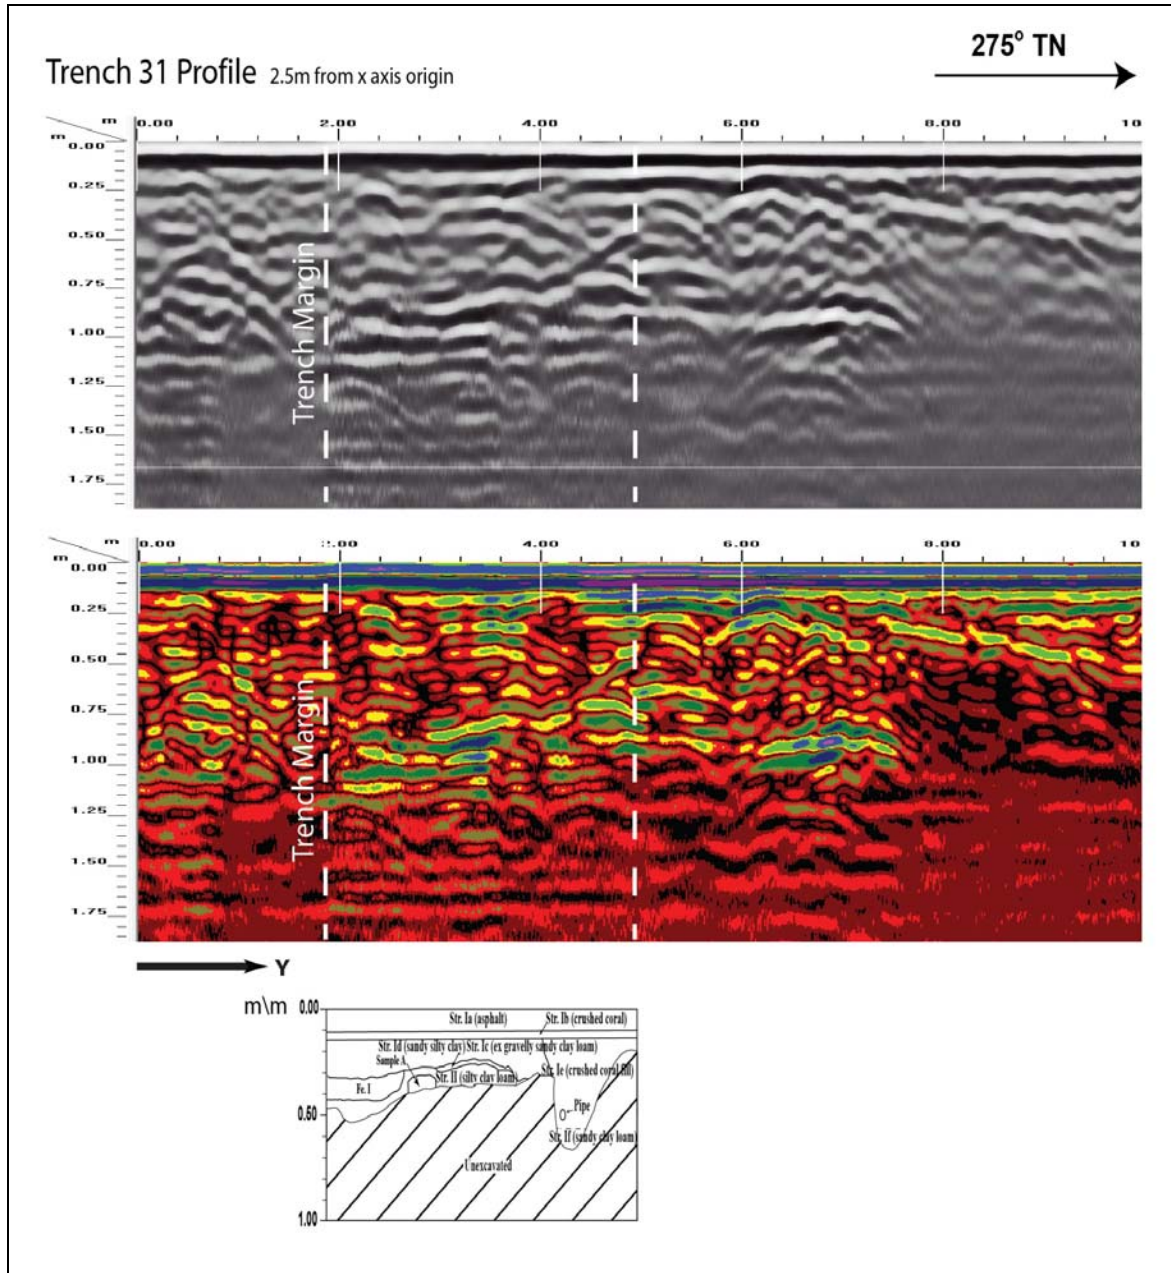 275° TN
Trench 31 Profile 2.5m from x axis origin
m 0.00 2.00 4.00 6.00 8.00 10
m
0.00
0.25
0.50
0.75
1.00
1.25
1.50
1.75
Trench Margin
m 0.00 2.00 4.00 6.00 8.00 10
m
0.00
0.25
0.50
0.75
1.00
1.25
1.50
1.75
Trench Margin
Y
m\m
0.00
Str. Ia (asphalt) Str. Ib (crushed coral)
Str. Id (sandy silty clay) Str. Ic (ex gravelly sandy clay loam)
Sample A
Str. II (silty clay loam) Str. Ie (crushed coral fill)
Fe. 1
0.50
Pipe
Str. If (sandy clay loam)
Unexcavated
1.00